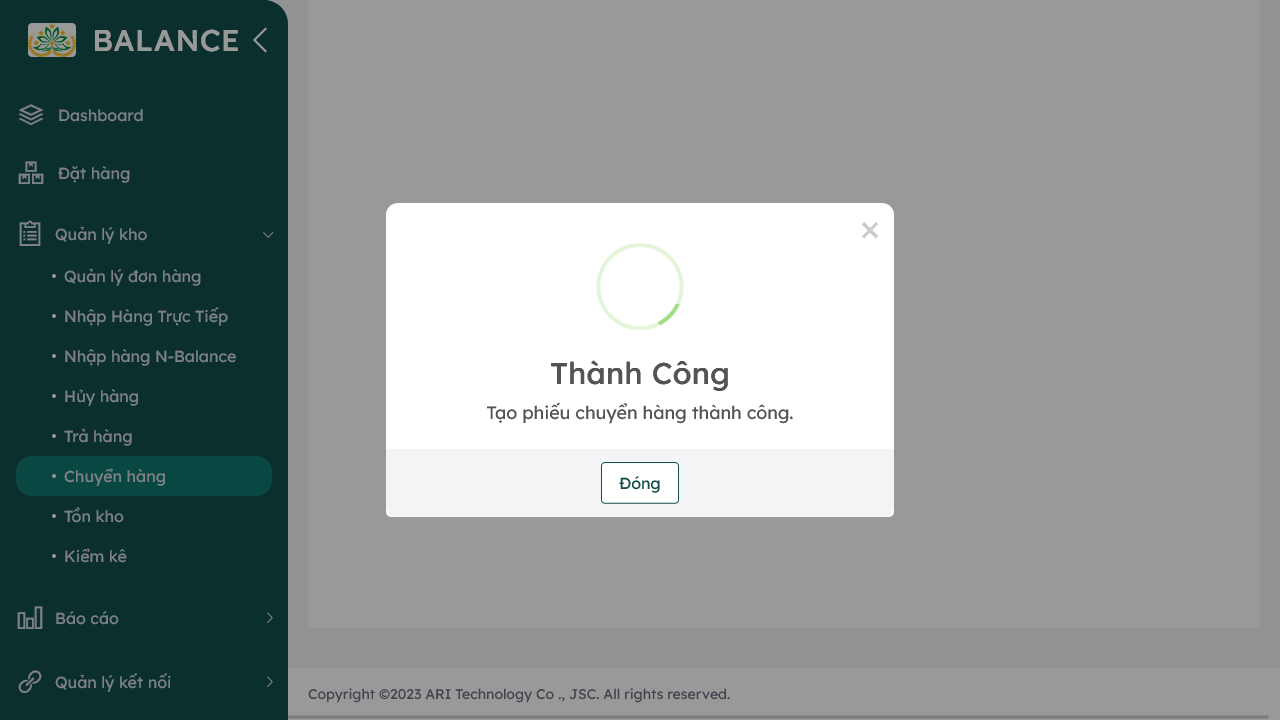 BALANCE
Dashboard
Đặt hàng
Quản lý kho
Quản lý đơn hàng
Nhập Hàng Trực Tiếp
Nhập hàng N-Balance
Hủy hàng
Trả hàng
Chuyển hàng
Tồn kho
Kiểm kê
Báo cáo
Quản lý kết nối
×
Thành Công
Tạo phiếu chuyển hàng thành công.
Đóng
Copyright ©2023 ARI Technology Co ., JSC. All rights reserved.